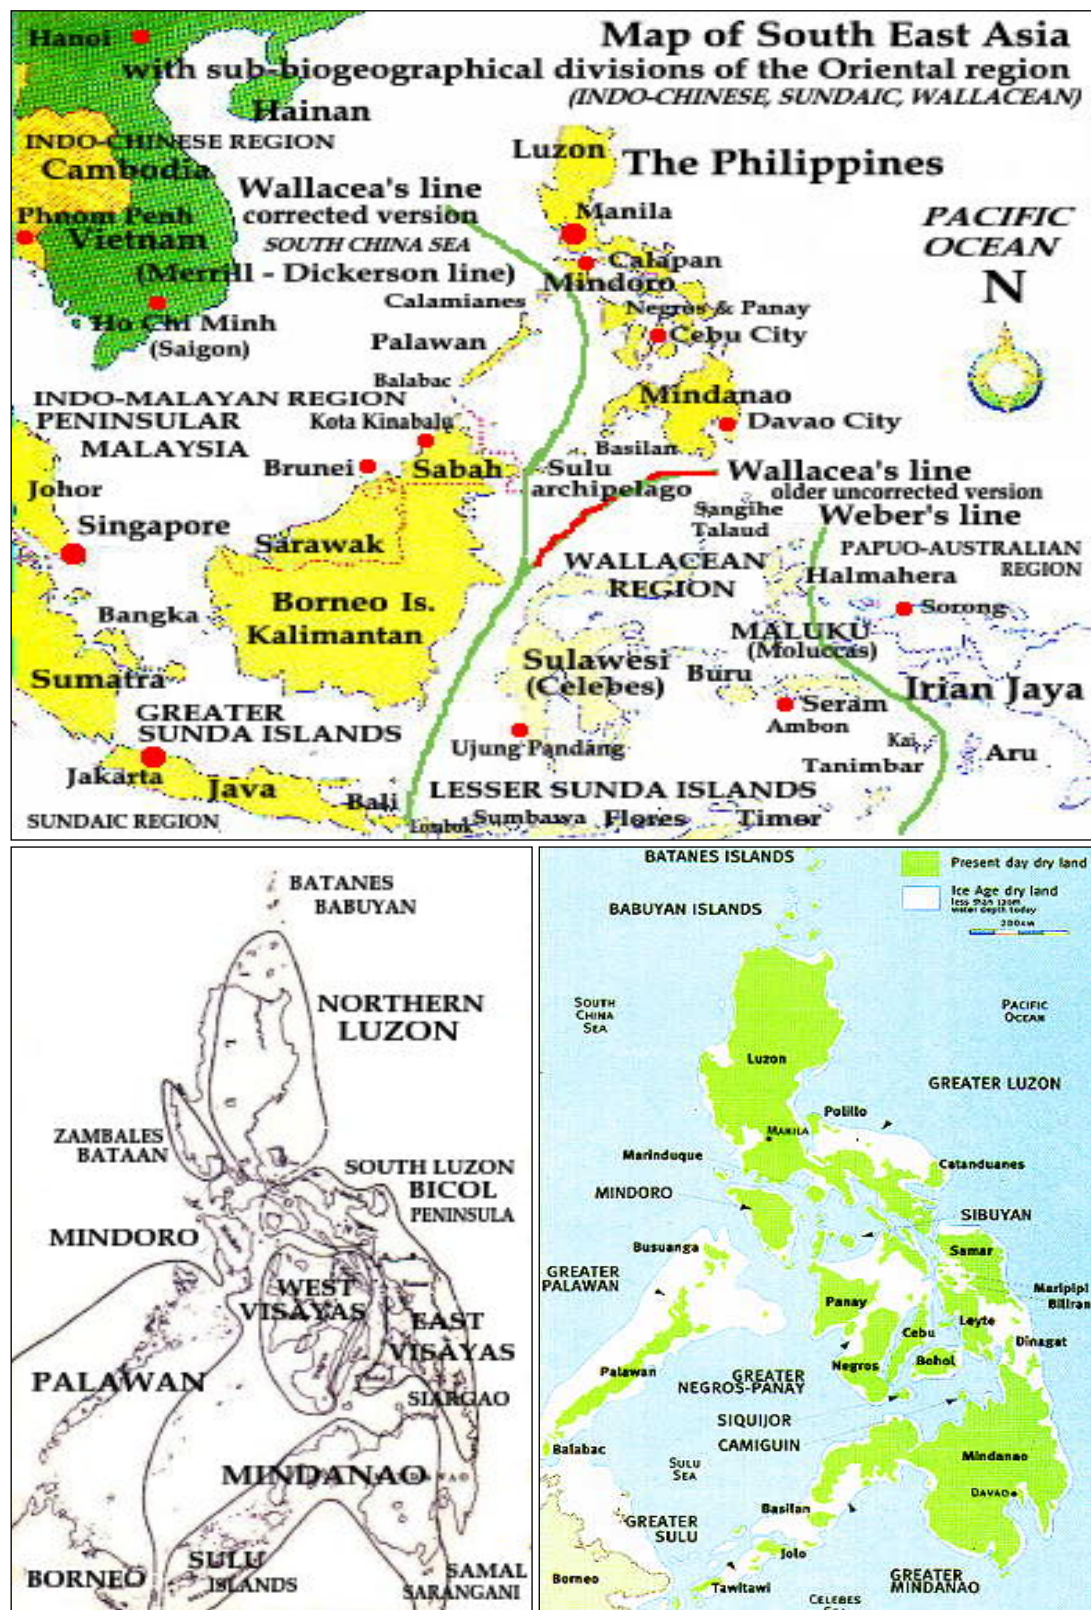 Map of South East Asia
with sub-biogeographical divisions of the Oriental region
(INDO-CHINESE, SUNDAIC, WALLACEAN)
Hanoi
Hainan
INDO-CHINESE REGION
Cambodia
Luzon
The Philippines
Wallacea's line
corrected version
Phnom Penh
Vietnam
SOUTH CHINA SEA
(Merrill - Dickerson line)
Manila
PACIFIC
OCEAN
N
Calapan
Mindoro
Calamianes
Negros & Panay
Ho Chi Minh
(Saigon)
Palawan
Cebu City
Balabac
INDO-MALAYAN REGION
PENINSULAR
MALAYSIA
Kota Kinabalu
Mindanao
Davao City
Brunei
Sabah
Basilan
Sulu
archipelago
Wallacea's line
older uncorrected version
Johor
Singapore
Sangihe
Talaud
Weber's line
Sarawak
WALLACEAN
REGION
PAPUO-AUSTRALIAN
REGION
Halmahera
Bangka
Borneo Is.
Kalimantan
Sorong
MALUKU
(Moluccas)
Sumatra
Sulawesi
(Celebes)
Buru
Irian Jaya
GREATER
SUNDA ISLANDS
Seram
Ambon
Ujung Pandang
Kai
Aru
Tanimbar
Jakarta
Java
Bali
LESSER SUNDA ISLANDS
SUNDAIC REGION
Lombok
Sumbawa
Flores
Timor
BATANES
BABUYAN
NORTHERN
LUZON
ZAMBALES
BATAAN
SOUTH LUZON
BICOL
PENINSULA
MINDORO
WEST
VISAYAS
EAST
VISAYAS
PALAWAN
SIARGAO
MINDANAO
SULU
ISLANDS
BORNEO
SAMAL
SARANGANI
BATANES ISLANDS
Present day dry land
Ice Age dry land
less than 120m
water depth today
200km
BABUYAN ISLANDS
SOUTH
CHINA
SEA
PACIFIC
OCEAN
Luzon
GREATER LUZON
Polillo
MANILA
Marinduque
Catanduanes
MINDORO
SIBUYAN
Busuanga
Samar
GREATER
PALAWAN
Maripipi
Biliran
Panay
Leyte
Cebu
Dinagat
Palawan
Negros
Bohol
GREATER
NEGROS-PANAY
SIQUIJOR
CAMIGUIN
Balabac
SULU
SEA
Mindanao
DAVAO
Basilan
GREATER
SULU
Jolo
Borneo
Tawitawi
GREATER
MINDANAO
CELEBES